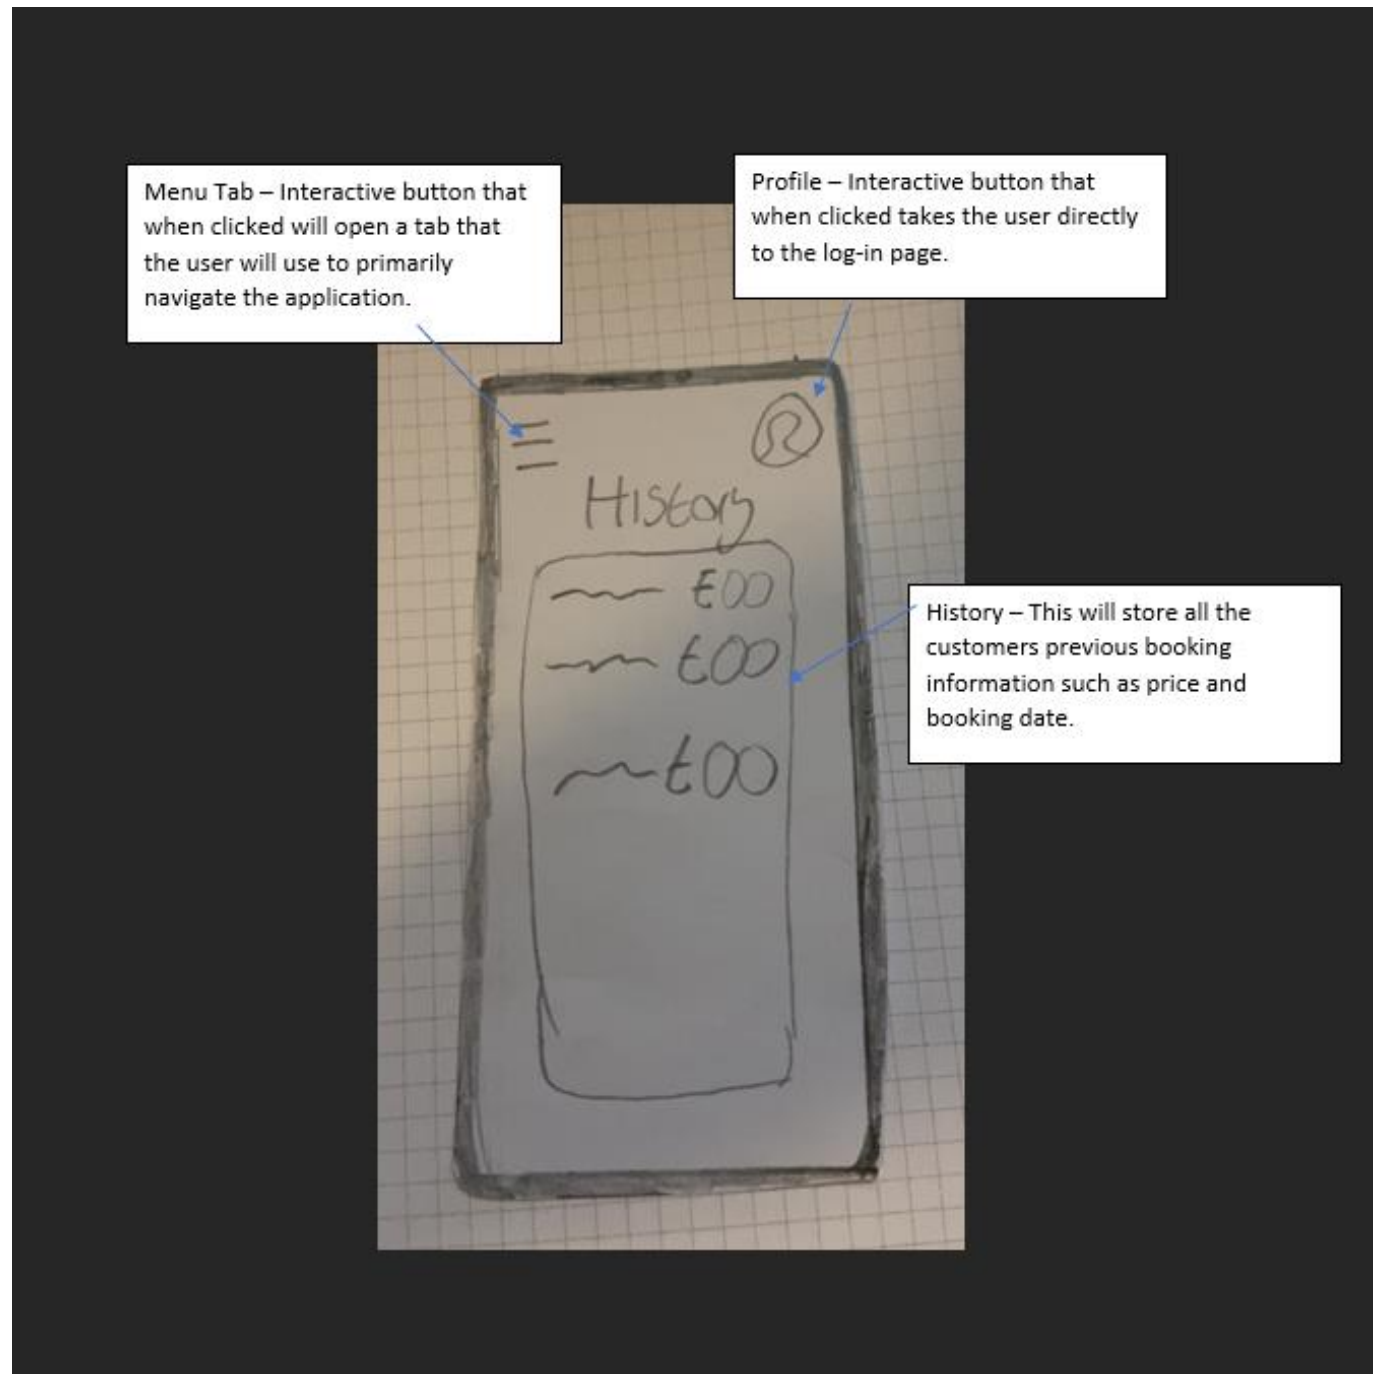 Menu Tab – Interactive button that
when clicked will open a tab that
the user will use to primarily
navigate the application.
Profile – Interactive button that
when clicked takes the user directly
to the log-in page.
History
£00
£00
£00
History – This will store all the
customers previous booking
information such as price and
booking date.